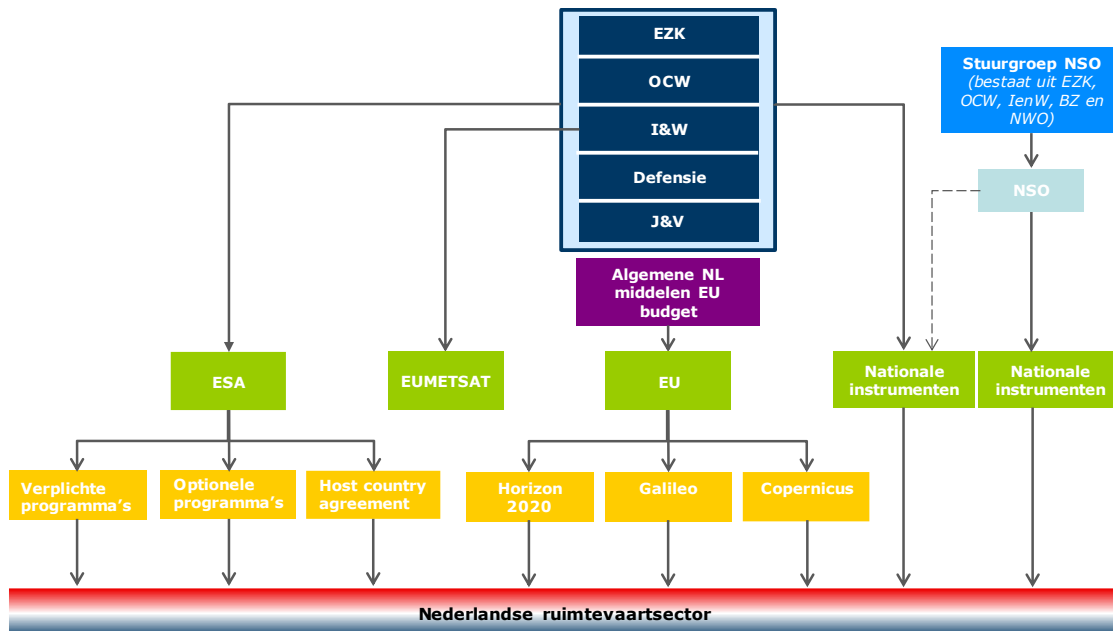 EZK
OCW
I&W
Defensie
J&V
Stuurgroep NSO
(bestaat uit EZK,
OCW, IenW, BZ en
NWO)
NSO
Algemene NL
middelen EU
budget
ESA
EUMETSAT
EU
Nationale
instrumenten
Nationale
instrumenten
Verplichte
programma's
Optionele
programma's
Host country
agreement
Horizon
2020
Galileo
Copernicus
Nederlandse ruimtevaartsector